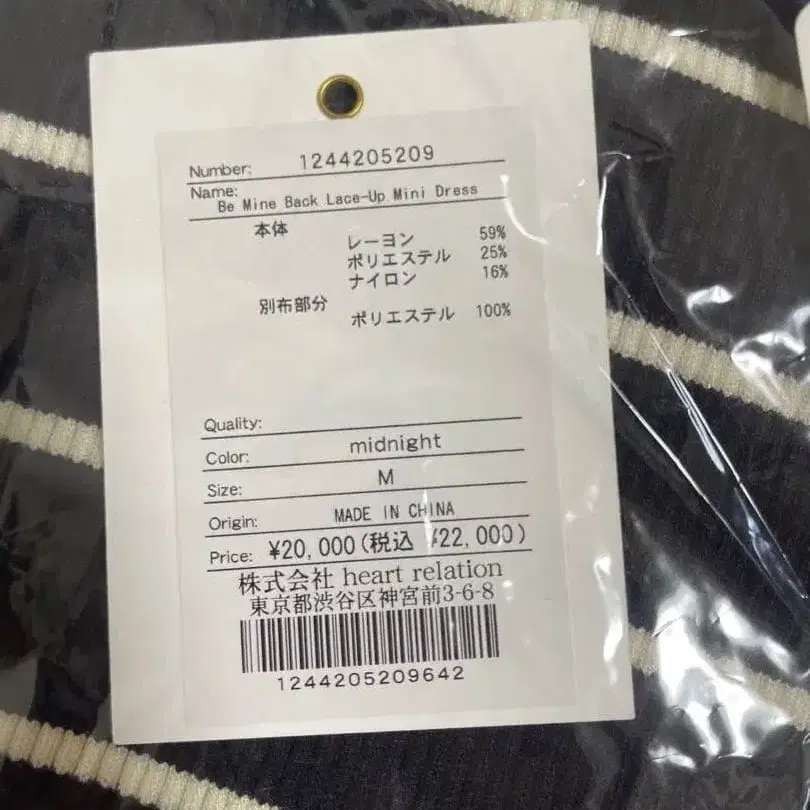 Number: 1244205209
Name:
Be Mine Back Lace-Up Mini Dress
本体
レーヨン 59%
ポリエステル 25%
ナイロン 16%
別布部分
ポリエステル 100%
Quality:
Color: midnight
Size: M
Origin: MADE IN CHINA
Price: ¥20,000(税込 ¥22,000)
株式会社 heart relation
東京都渋谷区神宮前3-6-8
1244205209642